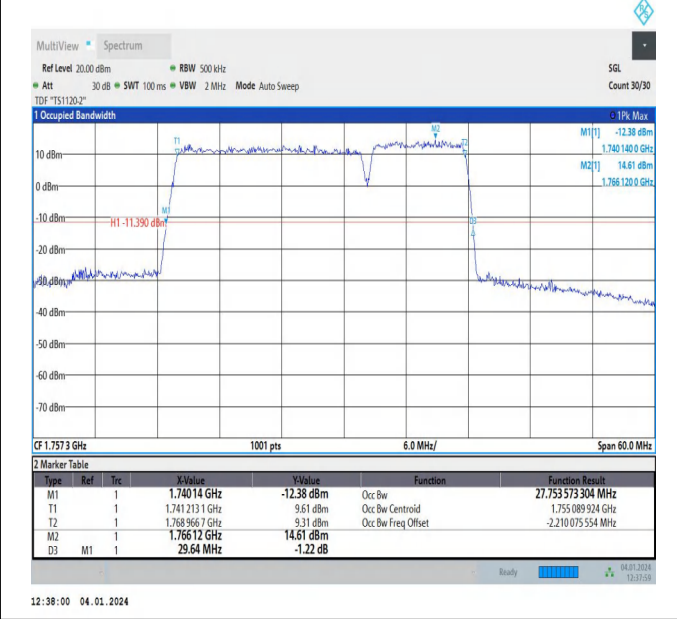 R S
MultiView Spectrum
Ref Level 20.00 dBm RBW 500 kHz SGL
Att 30 dB SWT 100 ms VBW 2 MHz Mode Auto Sweep Count 30/30
TDF "TS1120-2"
1 Occupied Bandwidth 1Pk Max
M1[1] -12.38 dBm
1.740 140 0 GHz
M2[1] 14.61 dBm
1.766 120 0 GHz
T1 M2 T2
10 dBm
0 dBm
M1
-10 dBm
H1 -11.390 dBm
D3
-20 dBm
-30 dBm
-40 dBm
-50 dBm
-60 dBm
-70 dBm
CF 1.757 3 GHz 1001 pts 6.0 MHz/ Span 60.0 MHz
2 Marker Table
Type Ref Trc X-Value Y-Value Function Function Result
M1 1 1.740 14 GHz -12.38 dBm Occ Bw 27.753 573 304 MHz
T1 1 1.741 213 1 GHz 9.61 dBm Occ Bw Centroid 1.755 089 924 GHz
T2 1 1.768 966 7 GHz 9.31 dBm Occ Bw Freq Offset -2.210 075 554 MHz
M2 1 1.766 12 GHz 14.61 dBm
D3 M1 1 29.64 MHz -1.22 dB
Ready 04.01.2024
12:37:59
12:38:00 04.01.2024